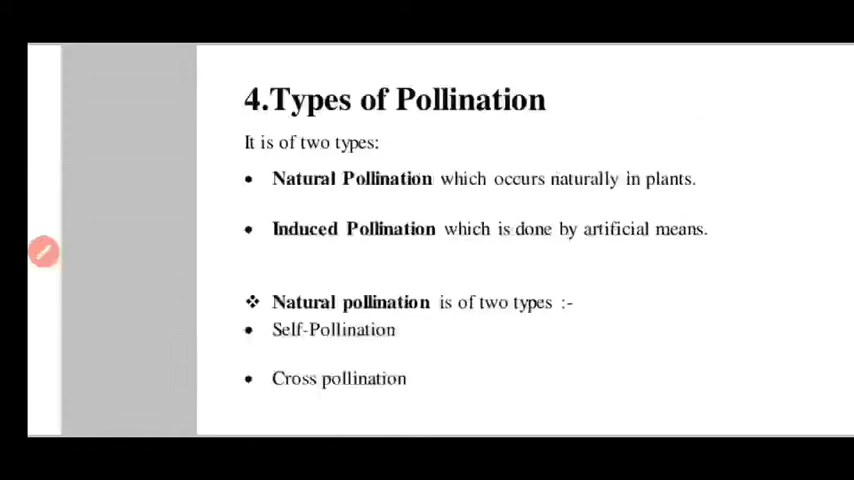 4.Types of Pollination
It is of two types:
• Natural Pollination which occurs naturally in plants.
• Induced Pollination which is done by artificial means.
❖ Natural pollination is of two types :-
• Self-Pollination
• Cross pollination